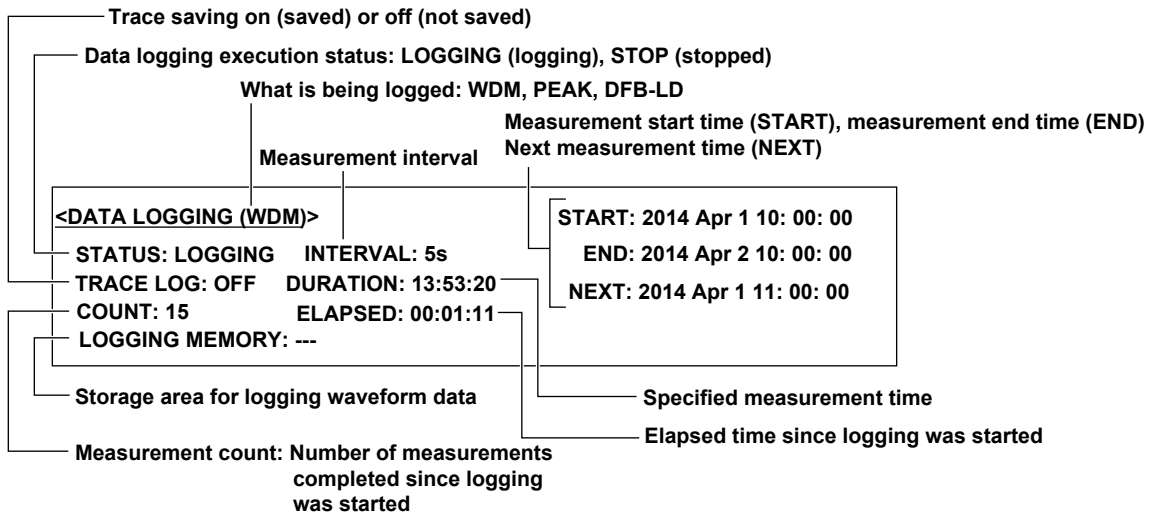 Trace saving on (saved) or off (not saved)
Data logging execution status: LOGGING (logging), STOP (stopped)
What is being logged: WDM, PEAK, DFB-LD
Measurement start time (START), measurement end time (END)
Next measurement time (NEXT)
Measurement interval
<DATA LOGGING (WDM)>
STATUS: LOGGING INTERVAL: 5s
TRACE LOG: OFF DURATION: 13:53:20
COUNT: 15 ELAPSED: 00:01:11
LOGGING MEMORY: ---
START: 2014 Apr 1 10: 00: 00
END: 2014 Apr 2 10: 00: 00
NEXT: 2014 Apr 1 11: 00: 00
Storage area for logging waveform data
Specified measurement time
Elapsed time since logging was started
Measurement count: Number of measurements
completed since logging
was started